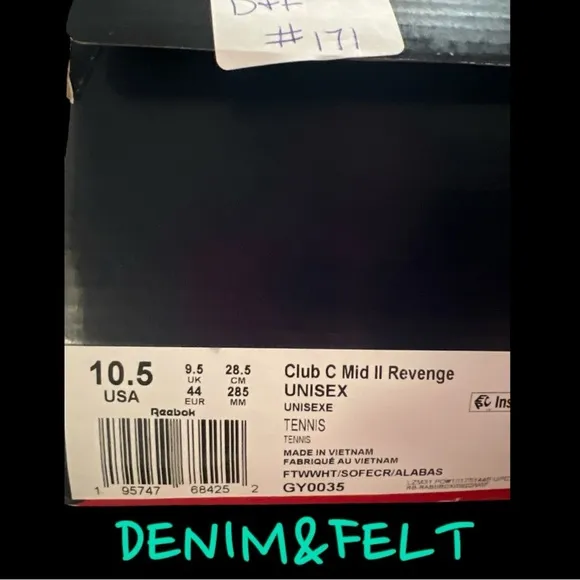 D++
#171
10.5
USA
9.5
UK
44
EUR
28.5
CM
285
MM
Club C Mid II Revenge
UNISEX
UNISEXE
TENNIS
TENNIS
MADE IN VIETNAM
FABRIQUÉ AU VIETNAM
FTWWHT/SOFECR/ALABAS
GY0035
Reebok
1 95747 68425 2
Ins
DENIM&FELT